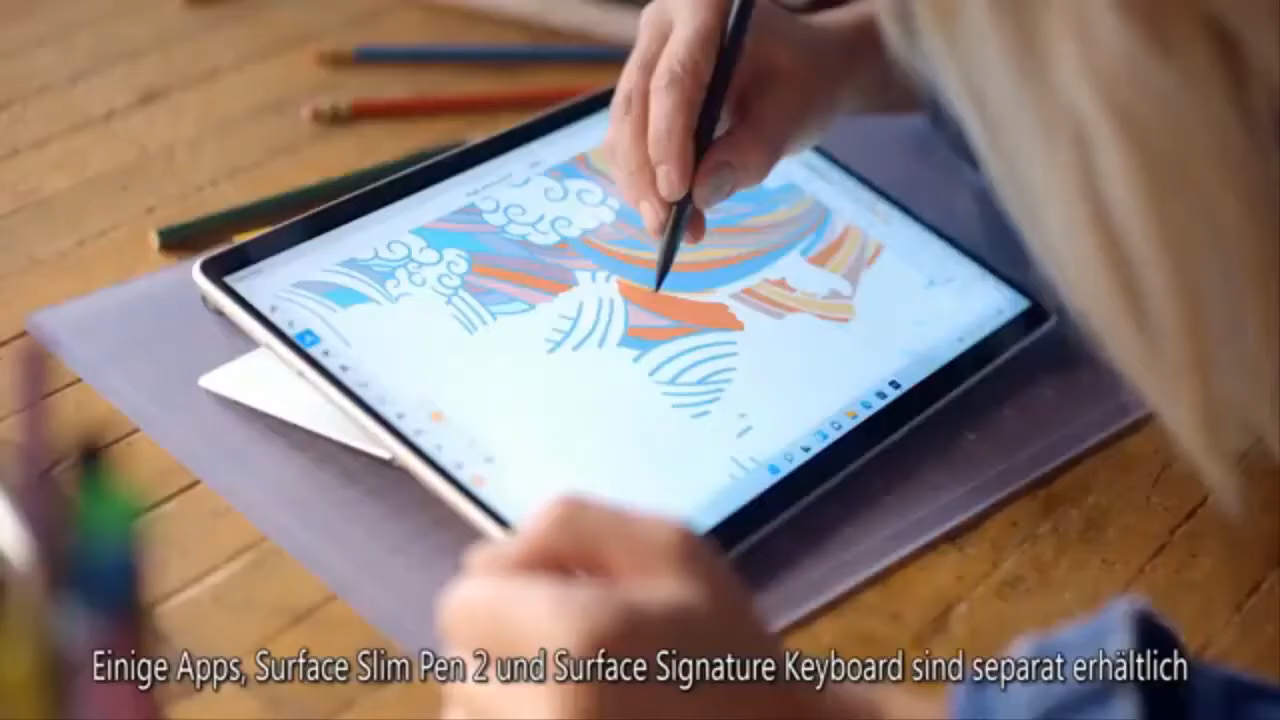 Einige Apps, Surface Slim Pen 2 und Surface Signature Keyboard sind separat erhältlich